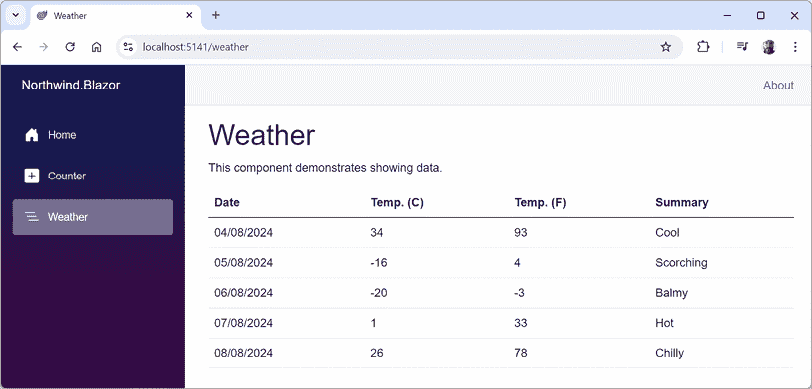 Weather
localhost:5141/weather
Northwind.Blazor
About
Home
Counter
Weather
Weather
This component demonstrates showing data.
Date Temp. (C) Temp. (F) Summary
04/08/2024 34 93 Cool
05/08/2024 -16 4 Scorching
06/08/2024 -20 -3 Balmy
07/08/2024 1 33 Hot
08/08/2024 26 78 Chilly